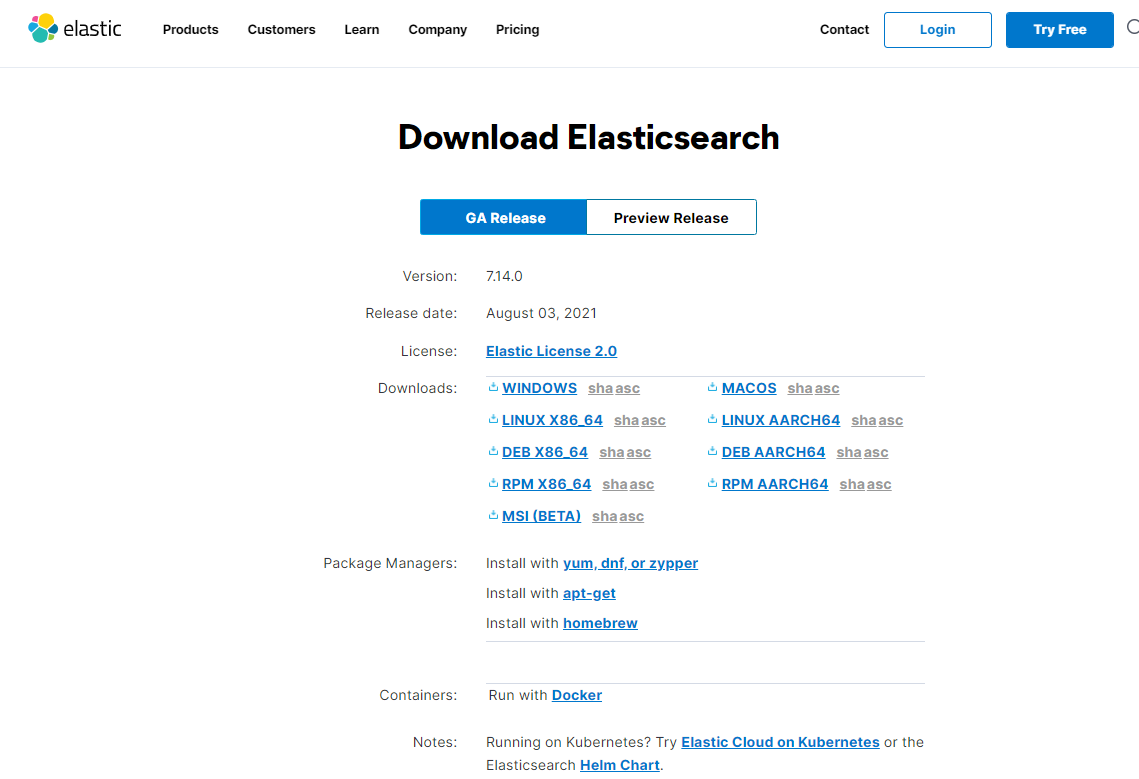 elastic Products Customers Learn Company Pricing Contact Login Try Free
Download Elasticsearch
GA Release Preview Release
Version: 7.14.0
Release date: August 03, 2021
License: Elastic License 2.0
Downloads: WINDOWS sha asc MACOS sha asc
LINUX X86_64 sha asc LINUX AARCH64 sha asc
DEB X86_64 sha asc DEB AARCH64 sha asc
RPM X86_64 sha asc RPM AARCH64 sha asc
MSI (BETA) sha asc
Package Managers: Install with yum, dnf, or zypper
Install with apt-get
Install with homebrew
Containers: Run with Docker
Notes: Running on Kubernetes? Try Elastic Cloud on Kubernetes or the
Elasticsearch Helm Chart.